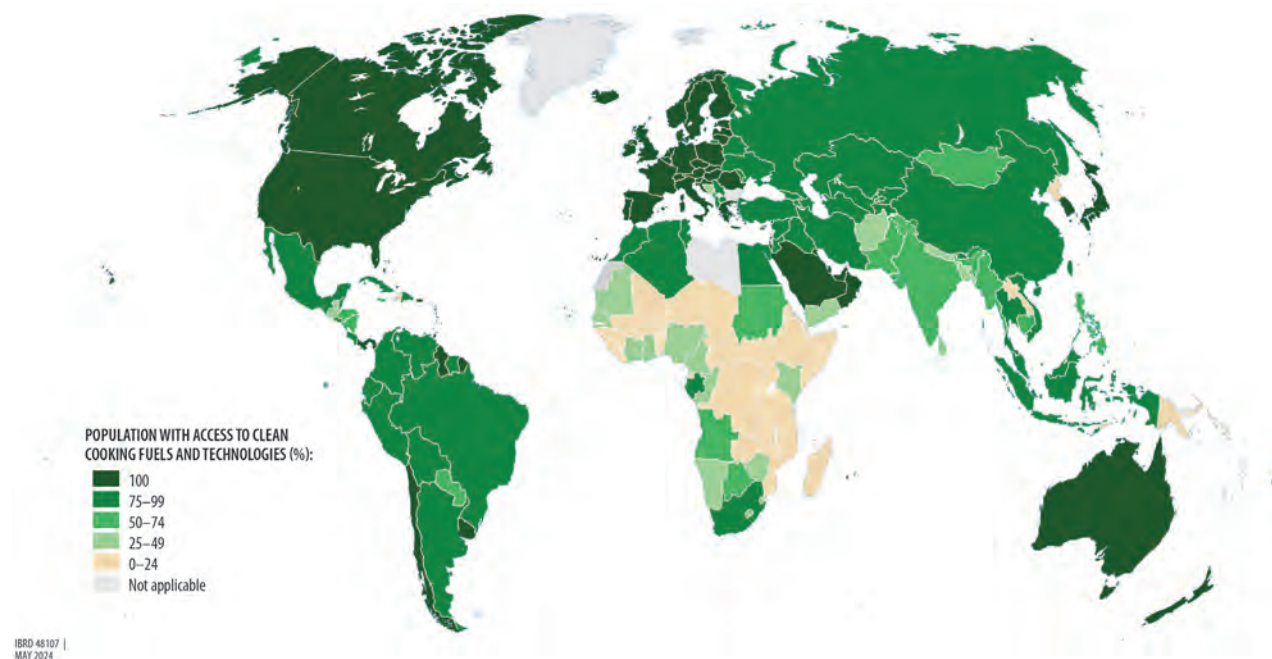 POPULATION WITH ACCESS TO CLEAN
COOKING FUELS AND TECHNOLOGIES (%):
100
75–99
50–74
25–49
0–24
Not applicable
IBRD 48107 |
MAY 2024